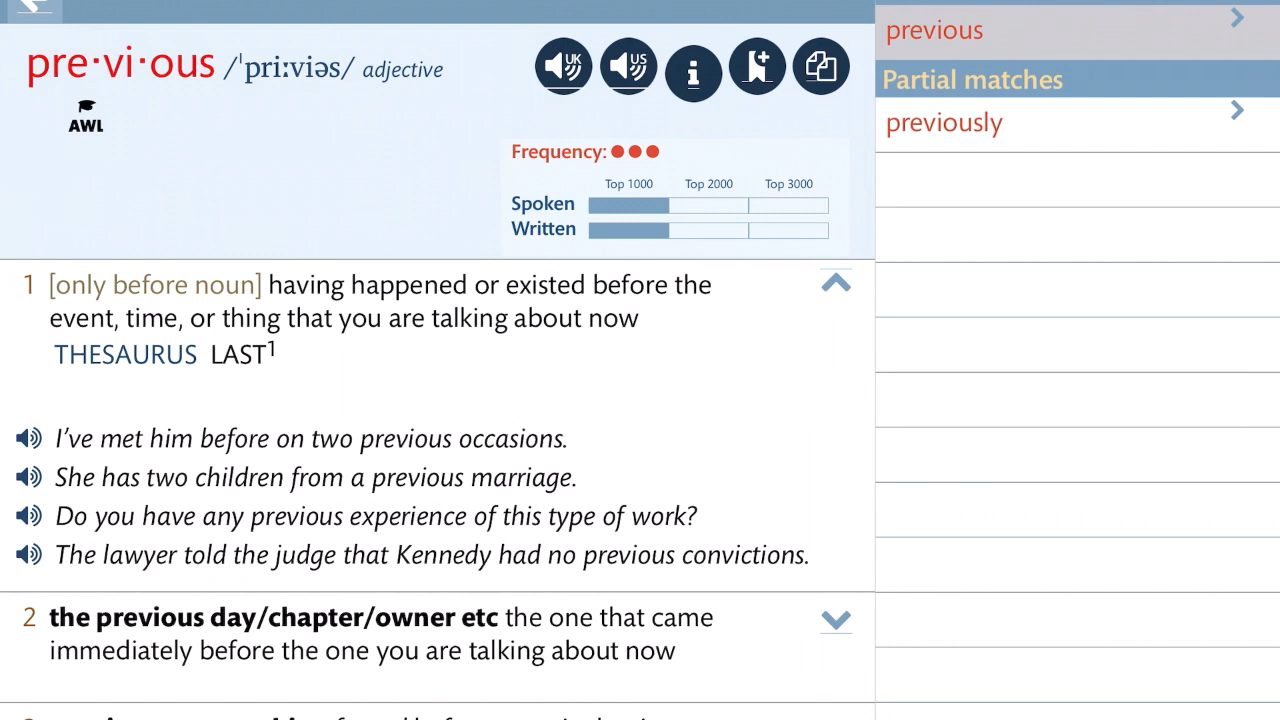 pre·vi·ous /ˈpriːviəs/ adjective
UK
US
AWL
Frequency:
Top 1000 Top 2000 Top 3000
Spoken
Written
1 [only before noun] having happened or existed before the
event, time, or thing that you are talking about now
THESAURUS LAST¹
I’ve met him before on two previous occasions.
She has two children from a previous marriage.
Do you have any previous experience of this type of work?
The lawyer told the judge that Kennedy had no previous convictions.
2 the previous day/chapter/owner etc the one that came
immediately before the one you are talking about now
previous
Partial matches
previously